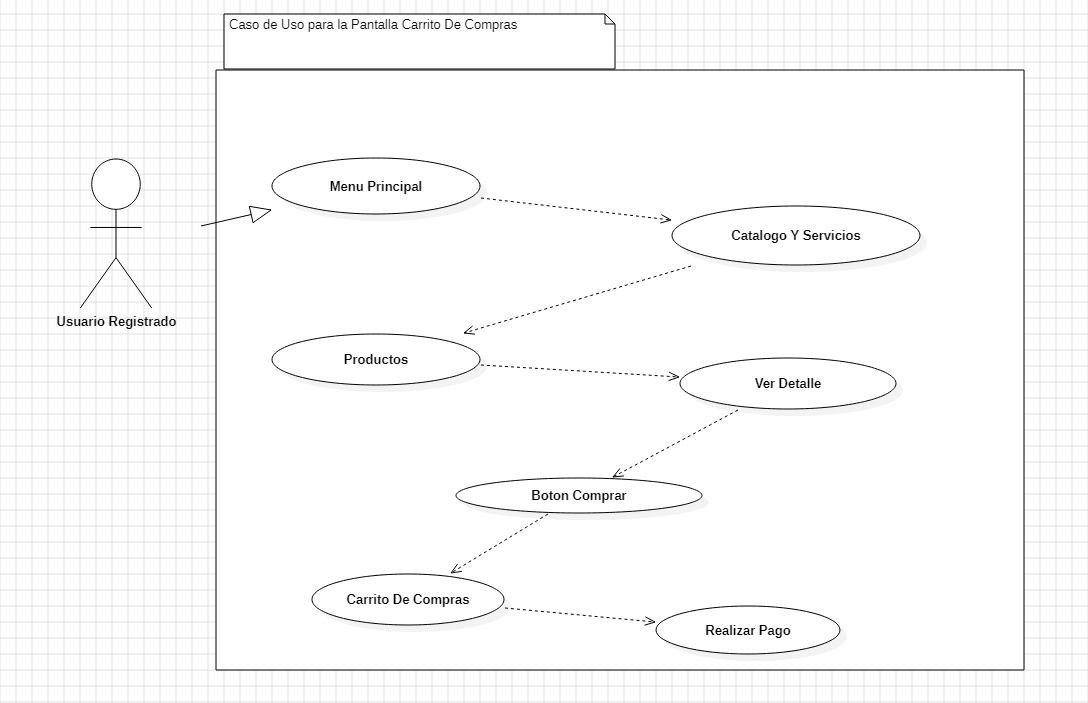 Caso de Uso para la Pantalla Carrito De Compras
Menu Principal
Catalogo Y Servicios
Usuario Registrado
Productos
Ver Detalle
Boton Comprar
Carrito De Compras
Realizar Pago